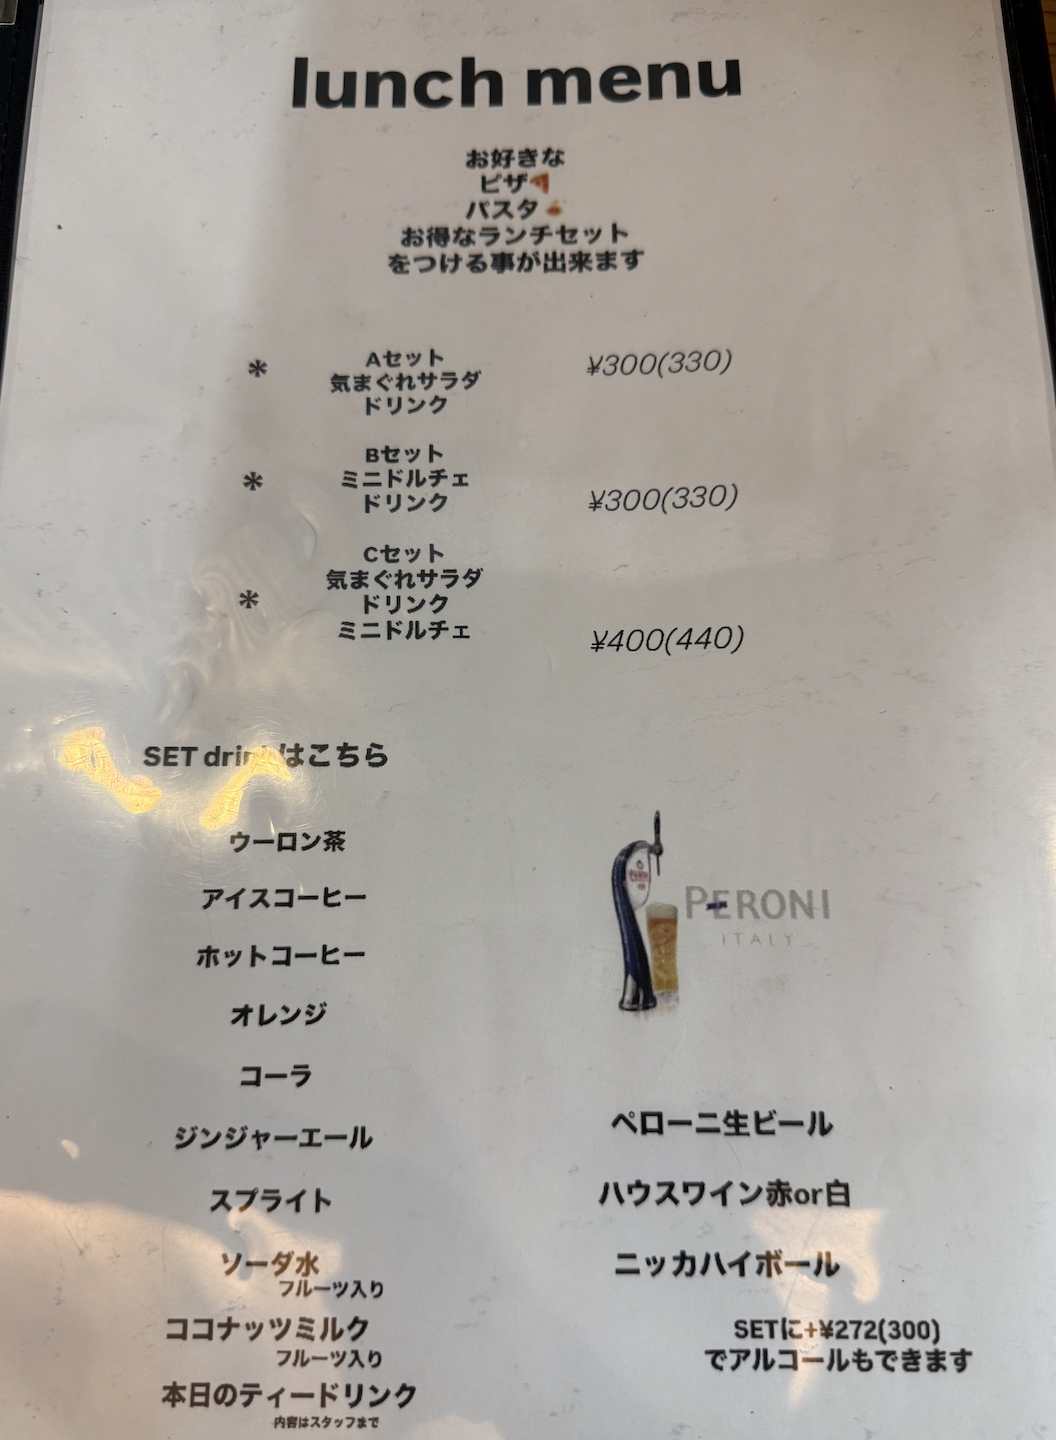 lunch menu
お好きな
ピザ
パスタ
お得なランチセット
をつける事が出来ます
* Aセット ¥300(330)
気まぐれサラダ
ドリンク
Bセット
* ミニドルチェ
ドリンク ¥300(330)
Cセット
気まぐれサラダ
* ドリンク
ミニドルチェ ¥400(440)
SET drinkはこちら
ウーロン茶
アイスコーヒー
ホットコーヒー
オレンジ
コーラ
ジンジャーエール
スプライト
ソーダ水
フルーツ入り
ココナッツミルク
フルーツ入り
本日のティードリンク
内容はスタッフまで
PERONI
ITALY
ペローニ生ビール
ハウスワイン赤or白
ニッカハイボール
SETに+¥272(300)
でアルコールもできます